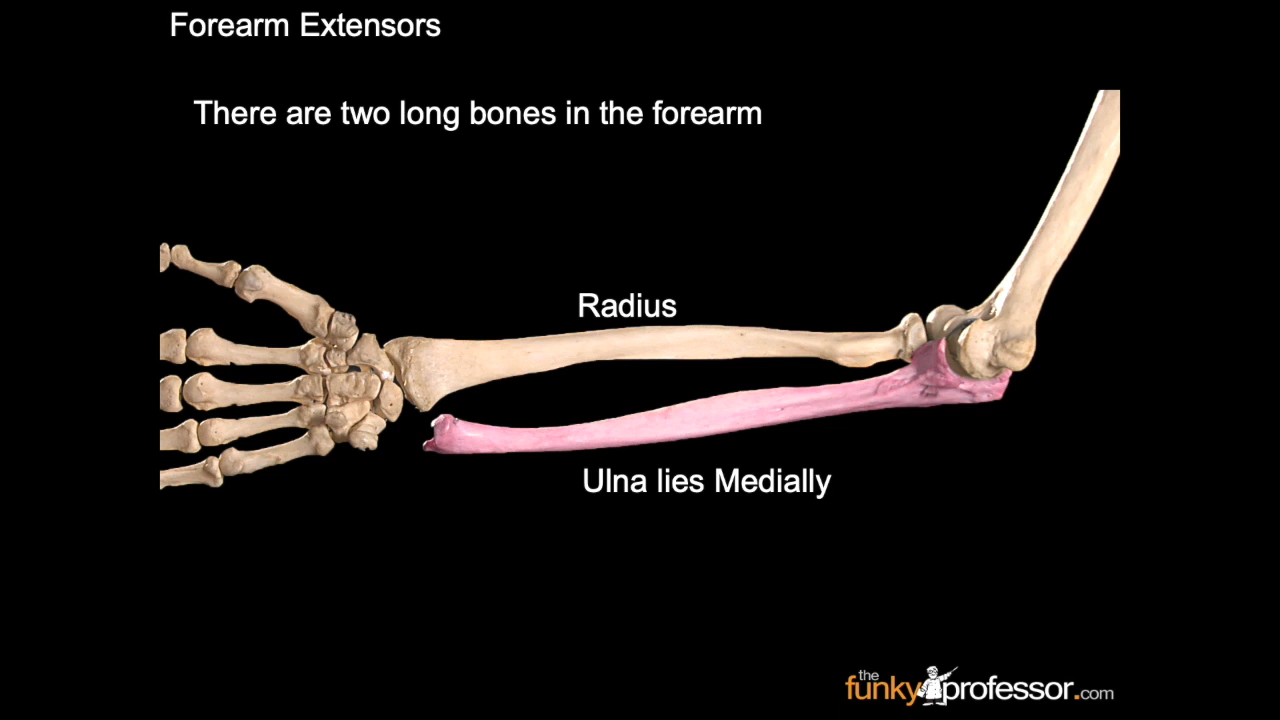 Forearm Extensors
There are two long bones in the forearm
Radius
Ulna lies Medially
the
funkyprofessor.com